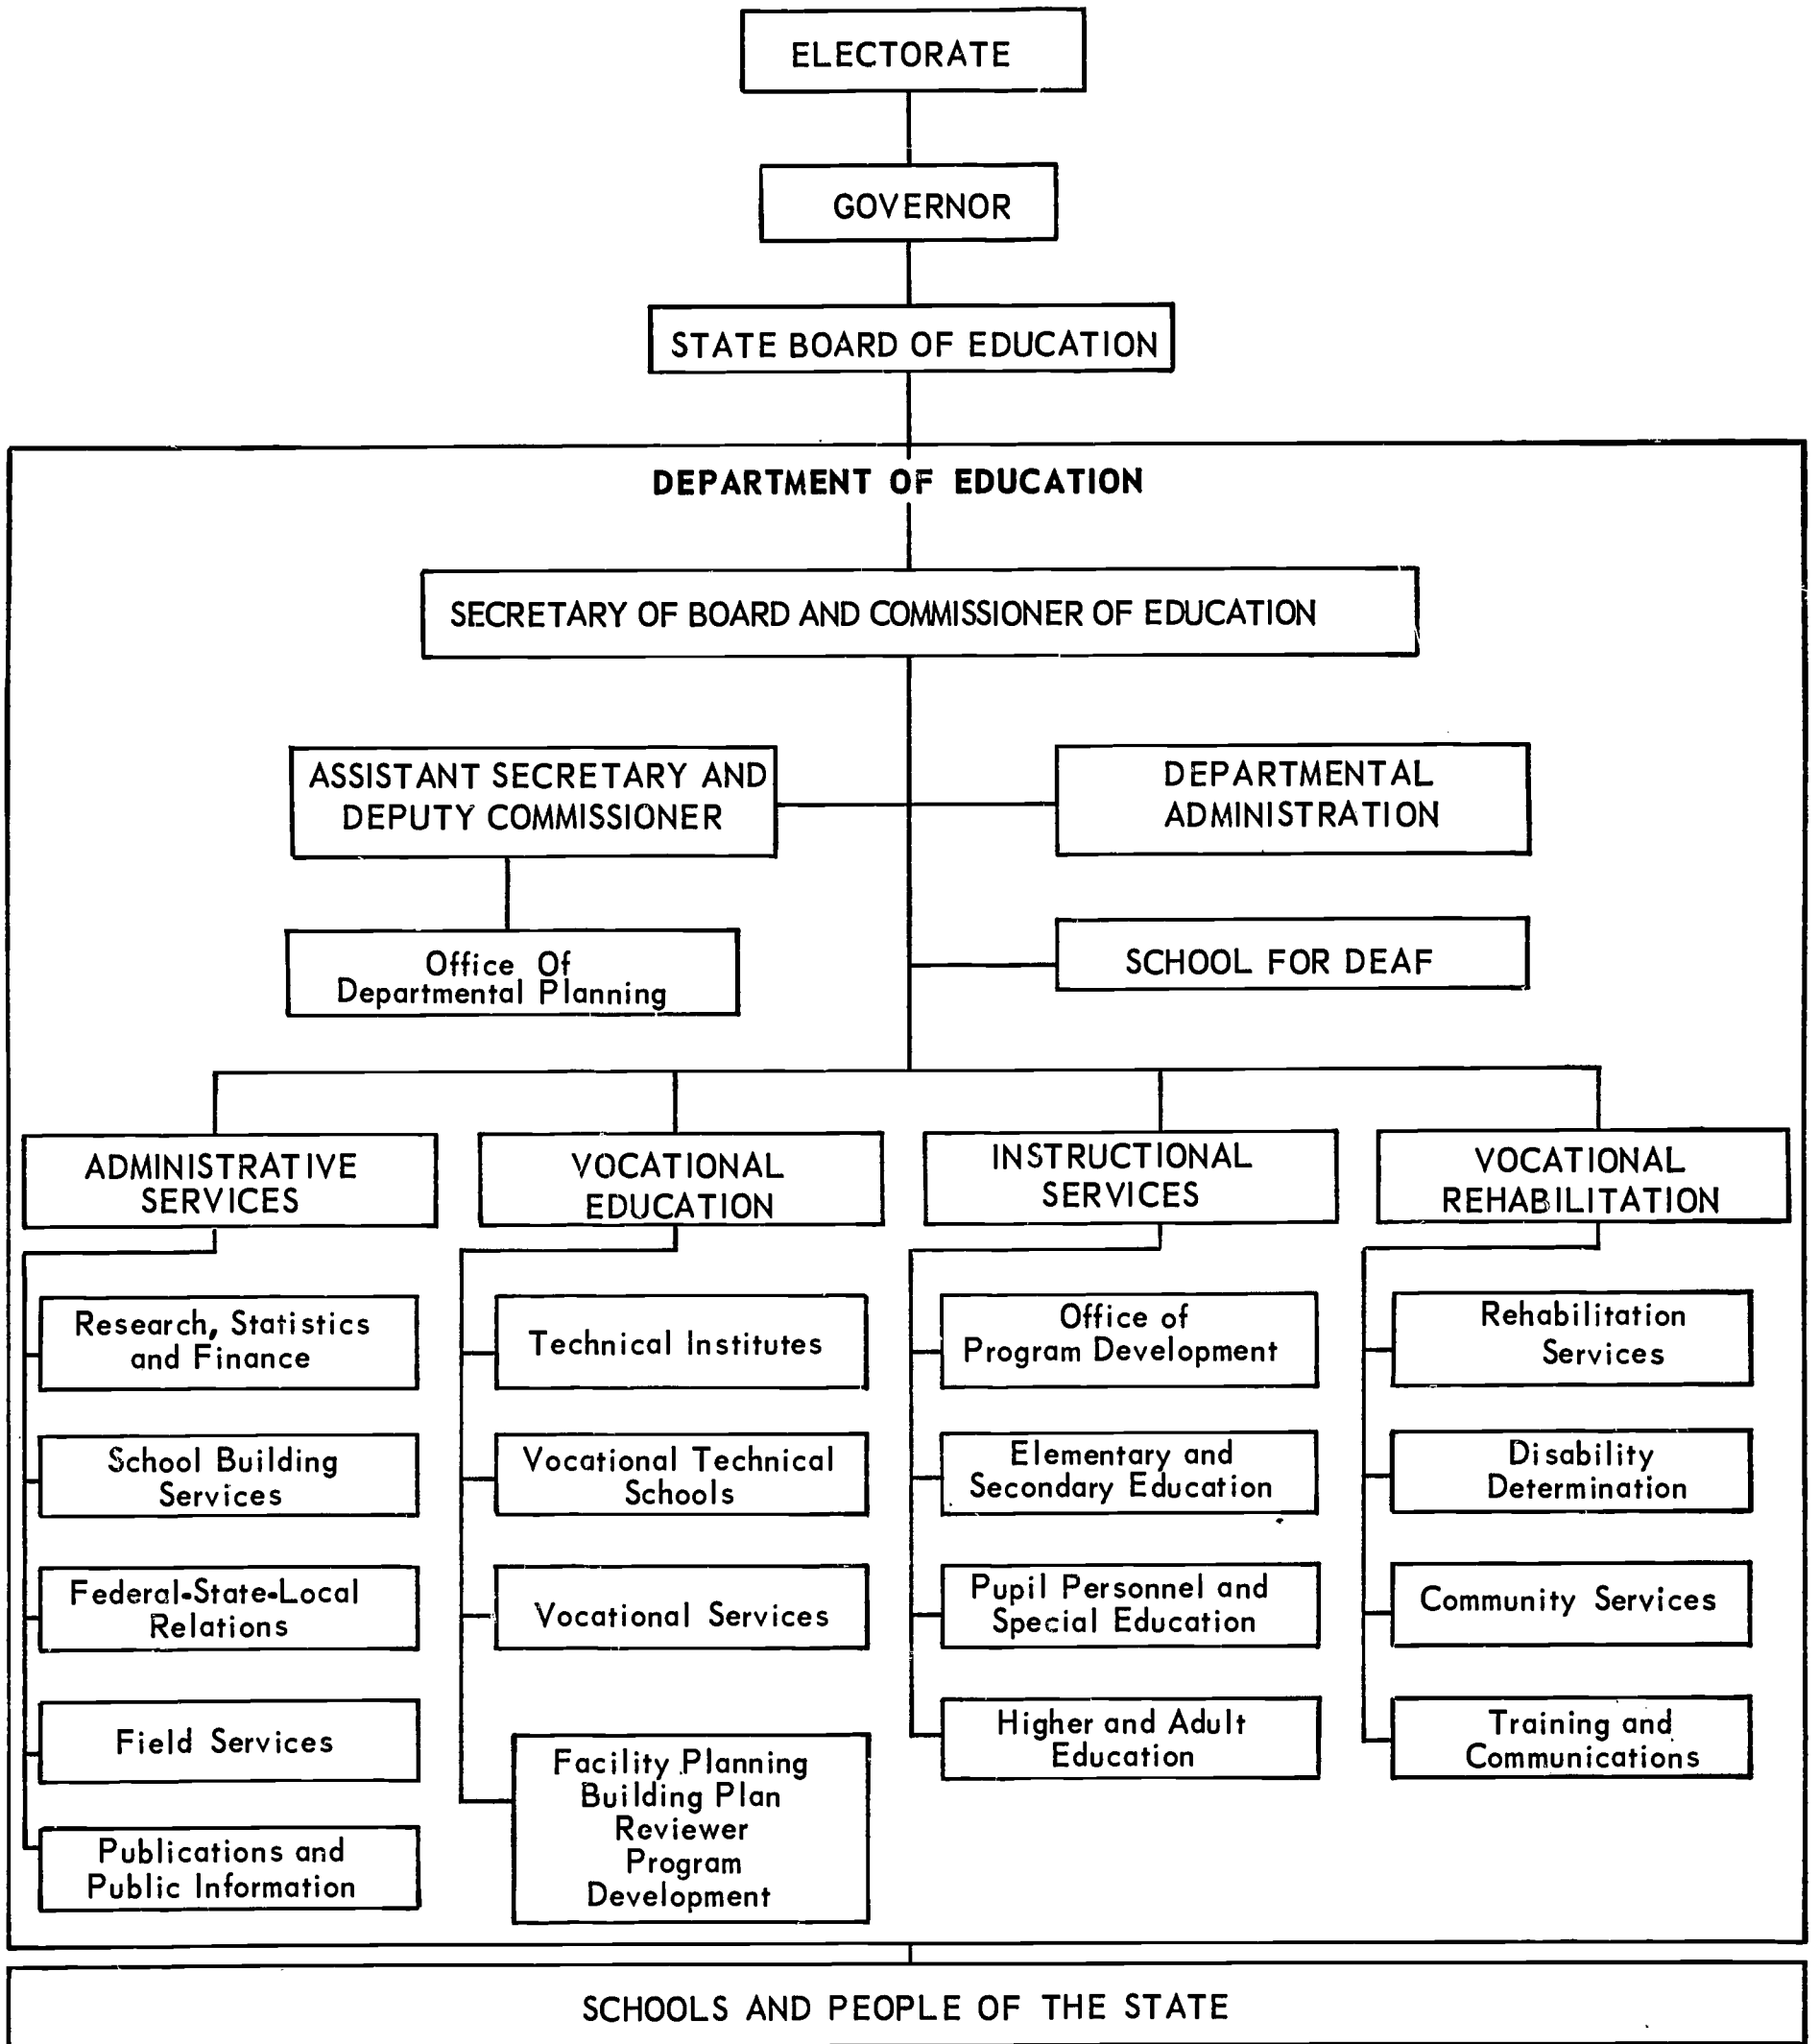 ELECTORATE
GOVERNOR
STATE BOARD OF EDUCATION
DEPARTMENT OF EDUCATION
SECRETARY OF BOARD AND COMMISSIONER OF EDUCATION
ASSISTANT SECRETARY AND
DEPUTY COMMISSIONER
DEPARTMENTAL
ADMINISTRATION
Office Of
Departmental Planning
SCHOOL FOR DEAF
ADMINISTRATIVE
SERVICES
VOCATIONAL
EDUCATION
INSTRUCTIONAL
SERVICES
VOCATIONAL
REHABILITATION
Research, Statistics
and Finance
School Building
Services
Federal-State-Local
Relations
Field Services
Publications and
Public Information
Technical Institutes
Vocational Technical
Schools
Vocational Services
Facility Planning
Building Plan
Reviewer
Program
Development
Office of
Program Development
Elementary and
Secondary Education
Pupil Personnel and
Special Education
Higher and Adult
Education
Rehabilitation
Services
Disability
Determination
Community Services
Training and
Communications
SCHOOLS AND PEOPLE OF THE STATE